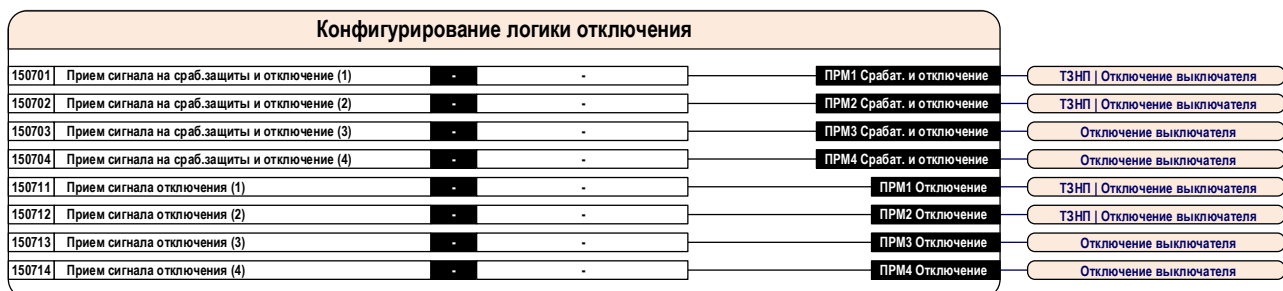 Конфигурирование логики отключения
150701 Прием сигнала на сраб.защиты и отключение (1) - - ПРМ1 Срабат. и отключение ТЗНП | Отключение выключателя
150702 Прием сигнала на сраб.защиты и отключение (2) - - ПРМ2 Срабат. и отключение ТЗНП | Отключение выключателя
150703 Прием сигнала на сраб.защиты и отключение (3) - - ПРМ3 Срабат. и отключение Отключение выключателя
150704 Прием сигнала на сраб.защиты и отключение (4) - - ПРМ4 Срабат. и отключение Отключение выключателя
150711 Прием сигнала отключения (1) - - ПРМ1 Отключение ТЗНП | Отключение выключателя
150712 Прием сигнала отключения (2) - - ПРМ2 Отключение ТЗНП | Отключение выключателя
150713 Прием сигнала отключения (3) - - ПРМ3 Отключение Отключение выключателя
150714 Прием сигнала отключения (4) - - ПРМ4 Отключение Отключение выключателя